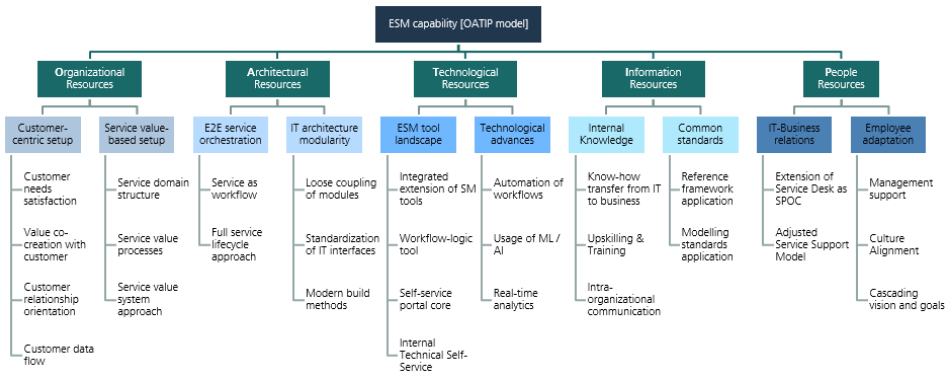 ESM capability [OATIP model]
Organizational
Resources
Architectural
Resources
Technological
Resources
Information
Resources
People
Resources
Customer-
centric setup
Service value-
based setup
E2E service
orchestration
IT architecture
modularity
ESM tool
landscape
Technological
advances
Internal
Knowledge
Common
standards
IT-Business
relations
Employee
adaptation
Customer
needs
satisfaction
Value co-
creation with
customer
Customer
relationship
orientation
Customer data
flow
Service domain
structure
Service value
processes
Service value
system
approach
Service as
workflow
Full service
lifecycle
approach
Loose coupling
of modules
Standardization
of IT interfaces
Modern build
methods
Integrated
extension of SM
tools
Workflow-logic
tool
Self-service
portal core
Internal
Technical Self-
Service
Automation of
workflows
Usage of ML /
AI
Real-time
analytics
Know-how
transfer from IT
to business
Upskilling &
Training
Intra-
organizational
communication
Reference
framework
application
Modelling
standards
application
Extension of
Service Desk as
SPOC
Adjusted
Service Support
Model
Management
support
Culture
Alignment
Cascading
vision and goals